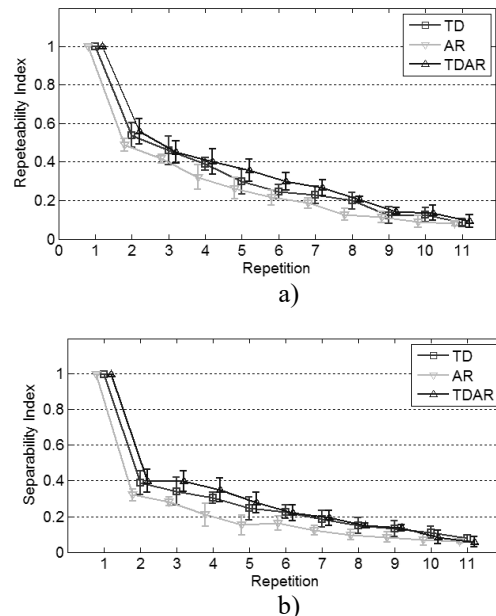 1
0.8
0.6
0.4
0.2
0
Repeteability Index
0 1 2 3 4 5 6 7 8 9 10 11
Repetition
TD
AR
TDAR
a)
1
0.8
0.6
0.4
0.2
0
Separability Index
1 2 3 4 5 6 7 8 9 10 11
Repetition
TD
AR
TDAR
b)